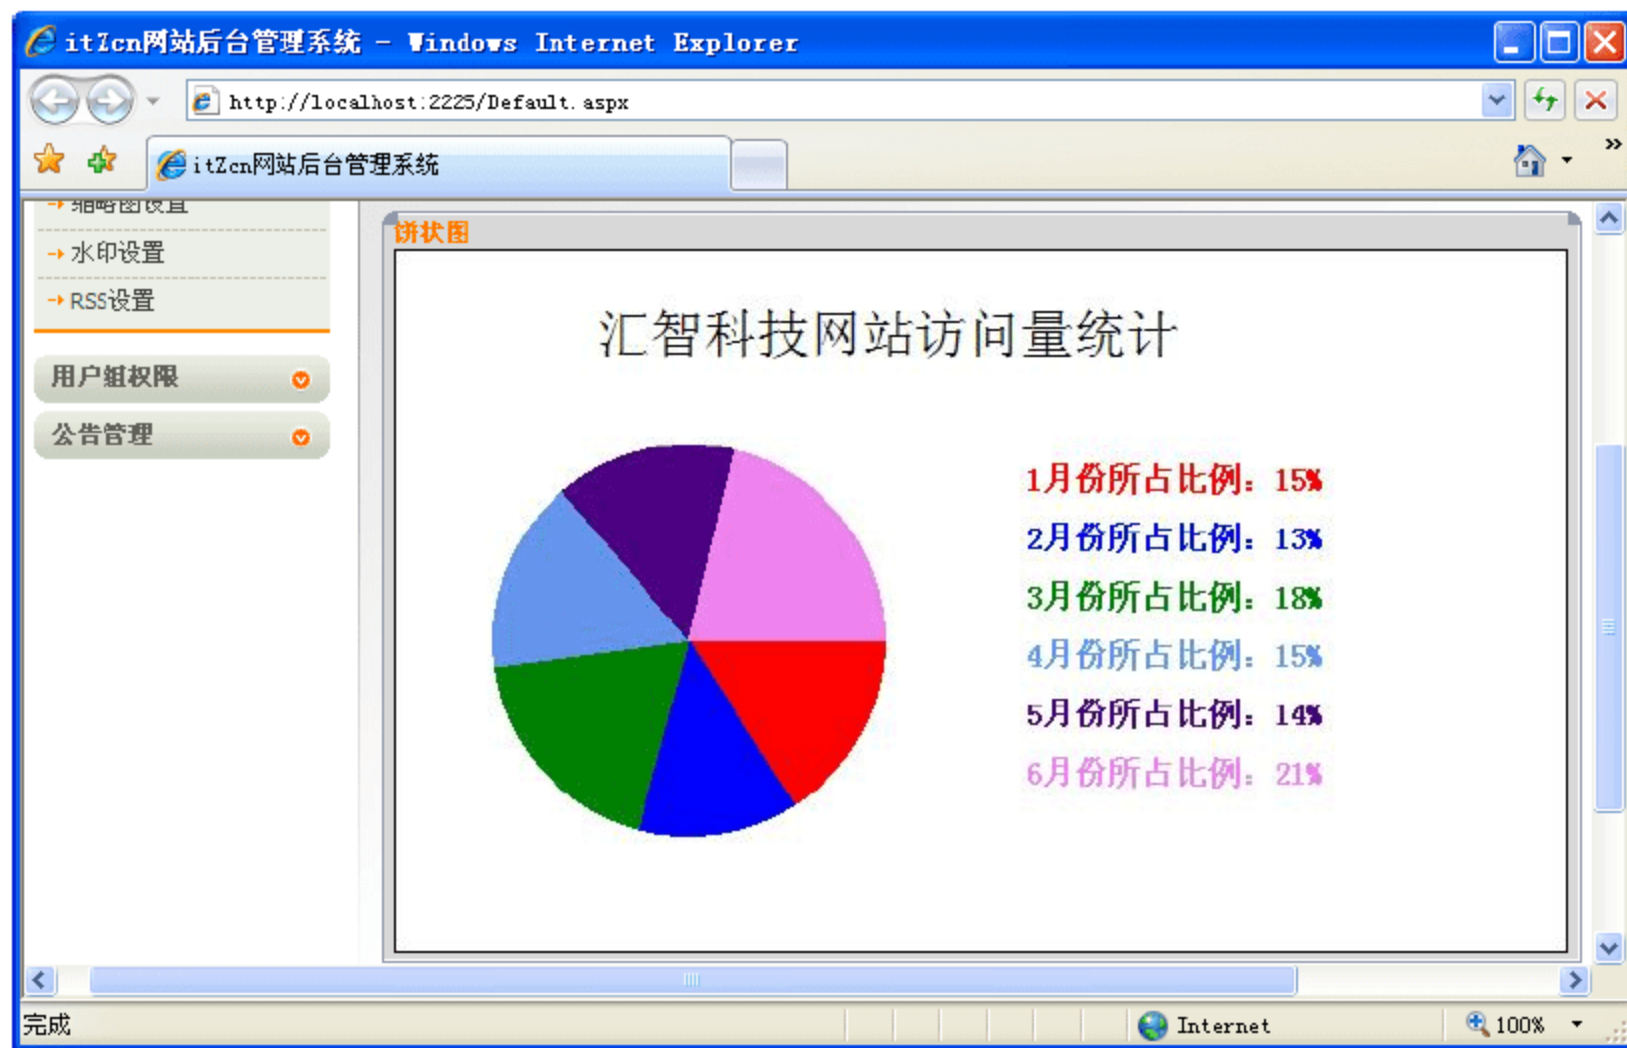 itZcn网站后台管理系统 - Windows Internet Explorer
http://localhost:2225/Default.aspx
itZcn网站后台管理系统
缩略图设置
水印设置
RSS设置
用户组权限
公告管理
饼状图
汇智科技网站访问量统计
1月份所占比例：15%
2月份所占比例：13%
3月份所占比例：18%
4月份所占比例：15%
5月份所占比例：14%
6月份所占比例：21%
完成
Internet
100%